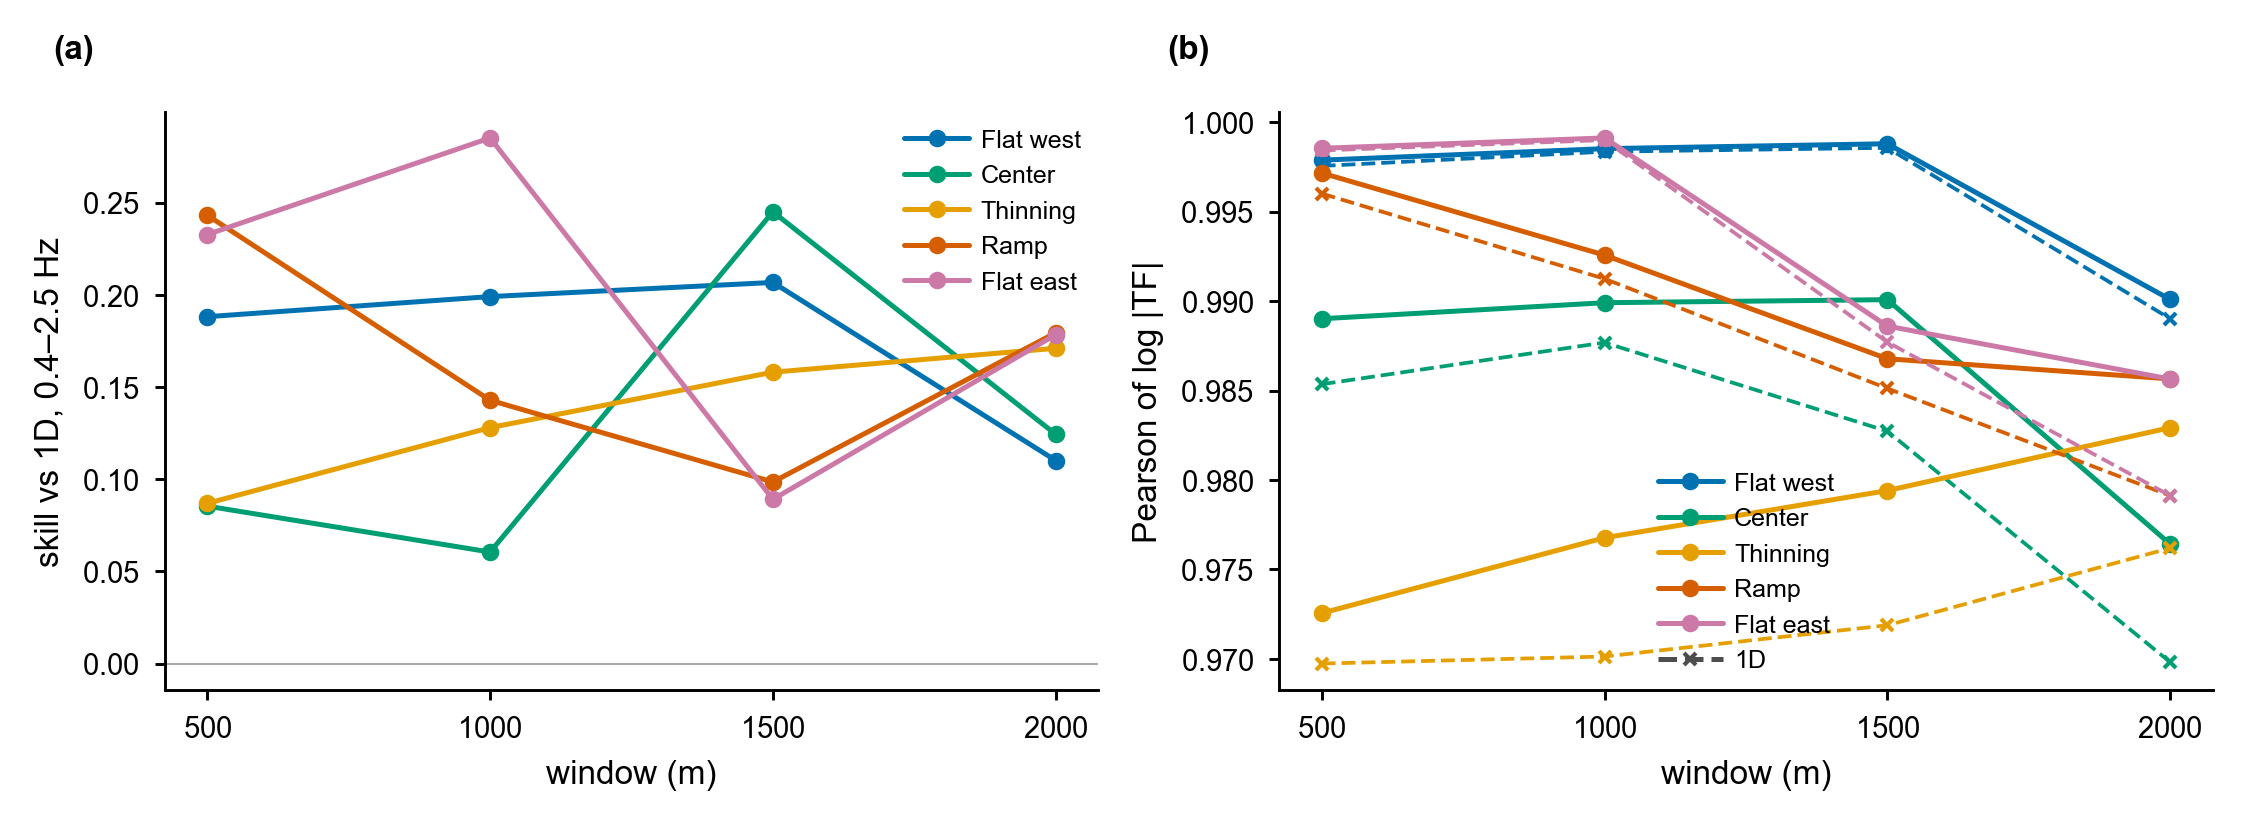 (a)
skill vs 1D, 0.4–2.5 Hz
0.25
0.20
0.15
0.10
0.05
0.00
500 1000 1500 2000
window (m)
Flat west
Center
Thinning
Ramp
Flat east
(b)
Pearson of log |TF|
1.000
0.995
0.990
0.985
0.980
0.975
0.970
500 1000 1500 2000
window (m)
Flat west
Center
Thinning
Ramp
Flat east
1D